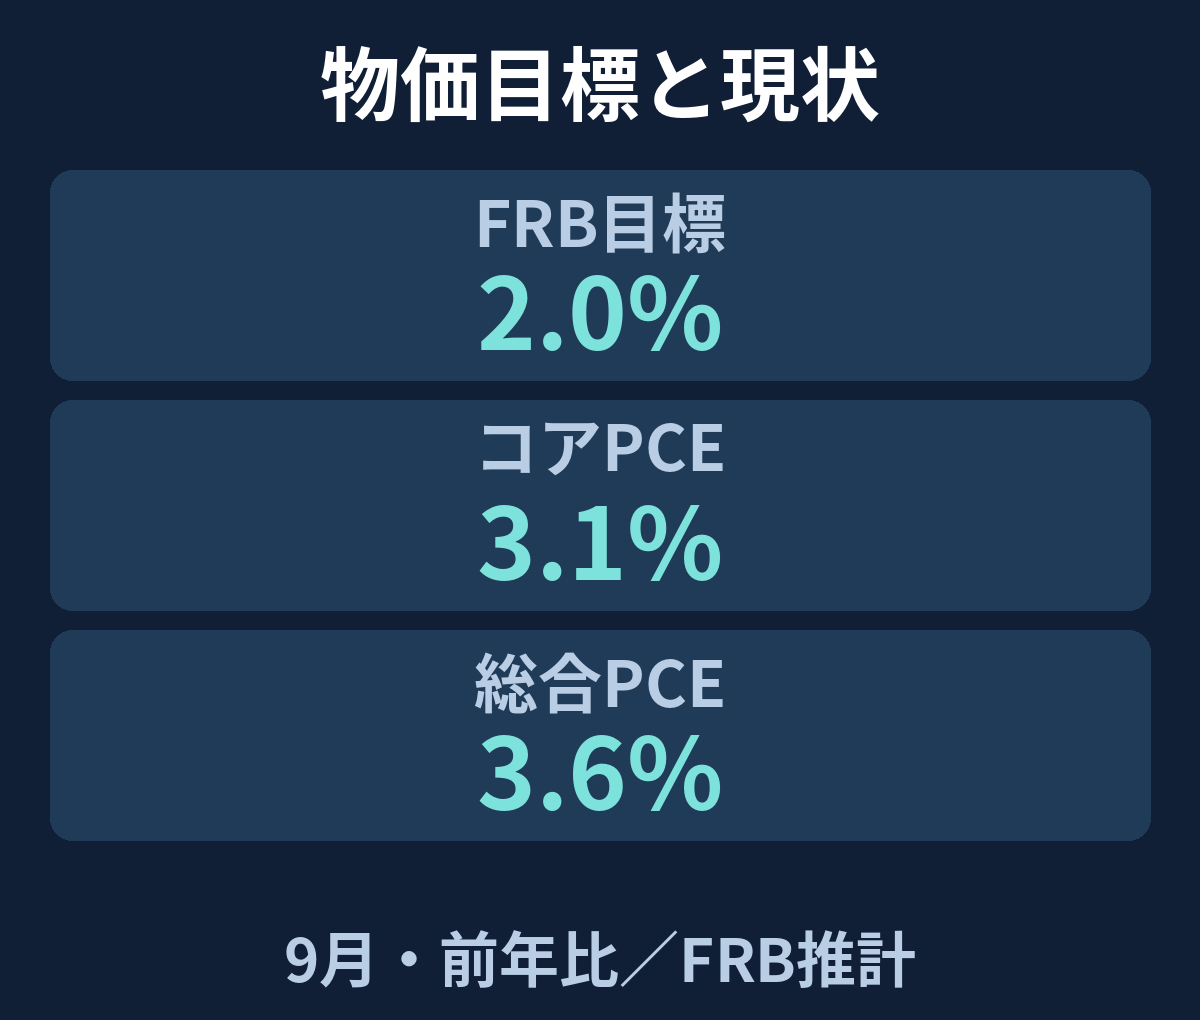 物価目標と現状
FRB目標
2.0%
コアPCE
3.1%
総合PCE
3.6%
9月・前年比／FRB推計